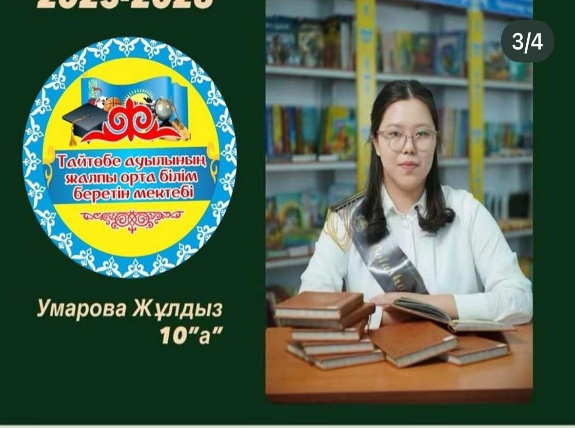 3/4
Тайтөбе ауылының
жалпы орта білім
беретін мектебі
Умарова Жұлдыз
10"а"